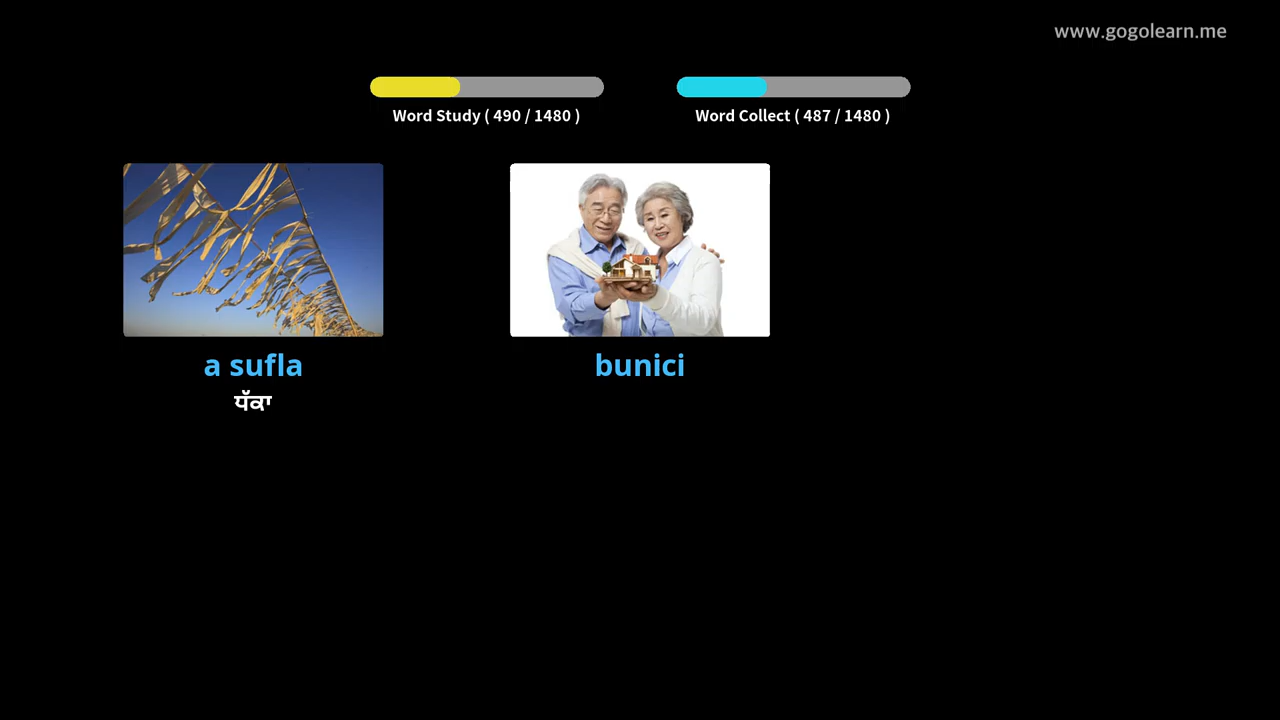 www.gogolearn.me
Word Study ( 490 / 1480 )
Word Collect ( 487 / 1480 )
a sufla
ਧੱਕਾ
bunici